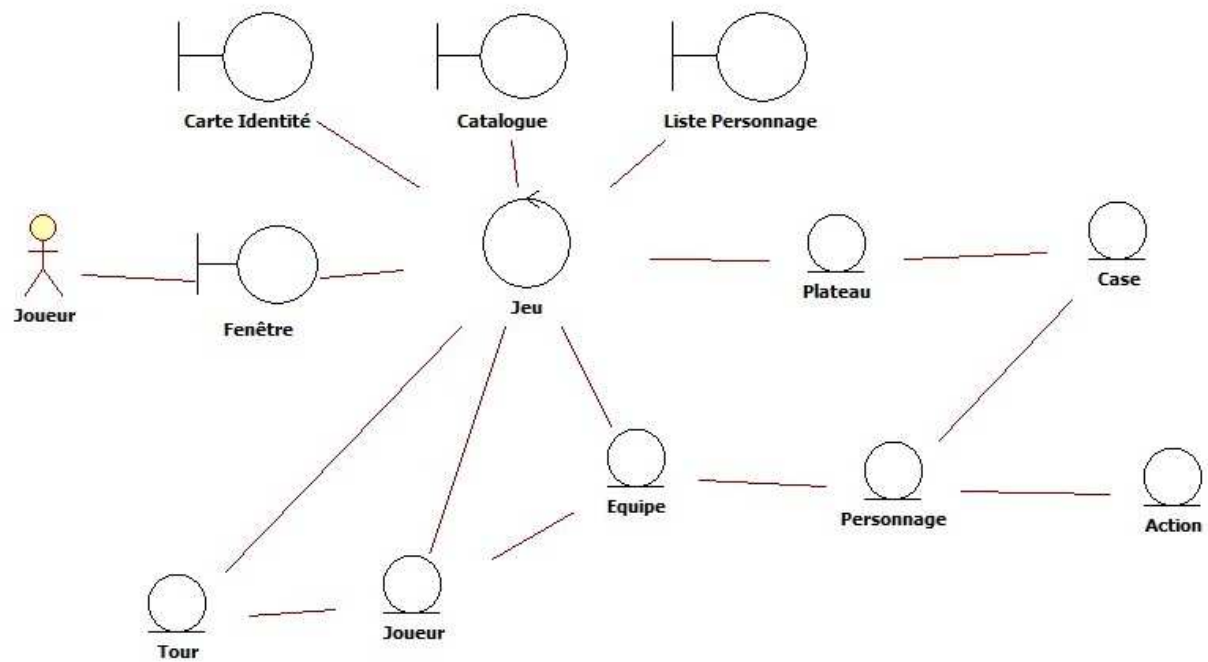 Carte Identité
Catalogue
Liste Personnage
Joueur
Fenêtre
Jeu
Plateau
Case
Equipe
Personnage
Action
Tour
Joueur